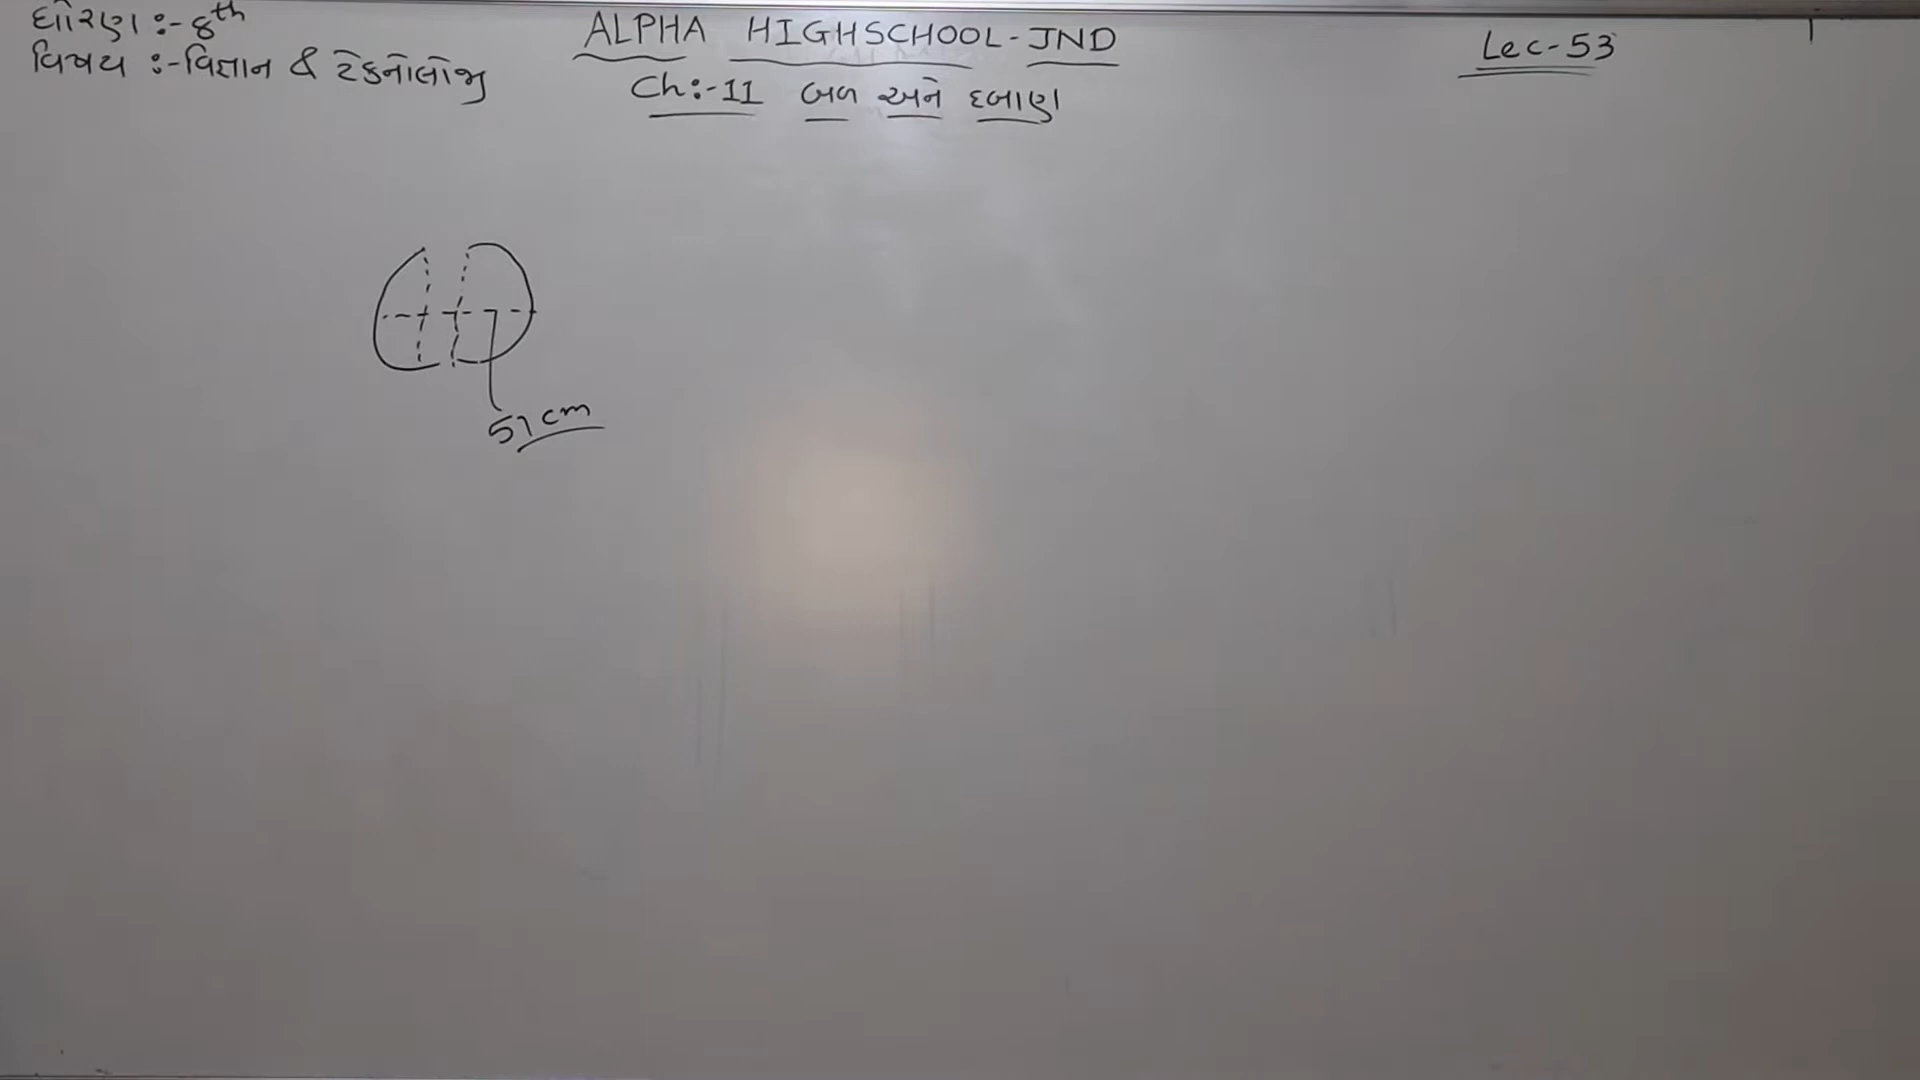 ધોરણ :- 8th
વિષય :- વિજ્ઞાન & ટેકનોલોજી
ALPHA HIGHSCHOOL-JND
Ch:-11 બળ અને દબાણ
Lec-53
51 cm